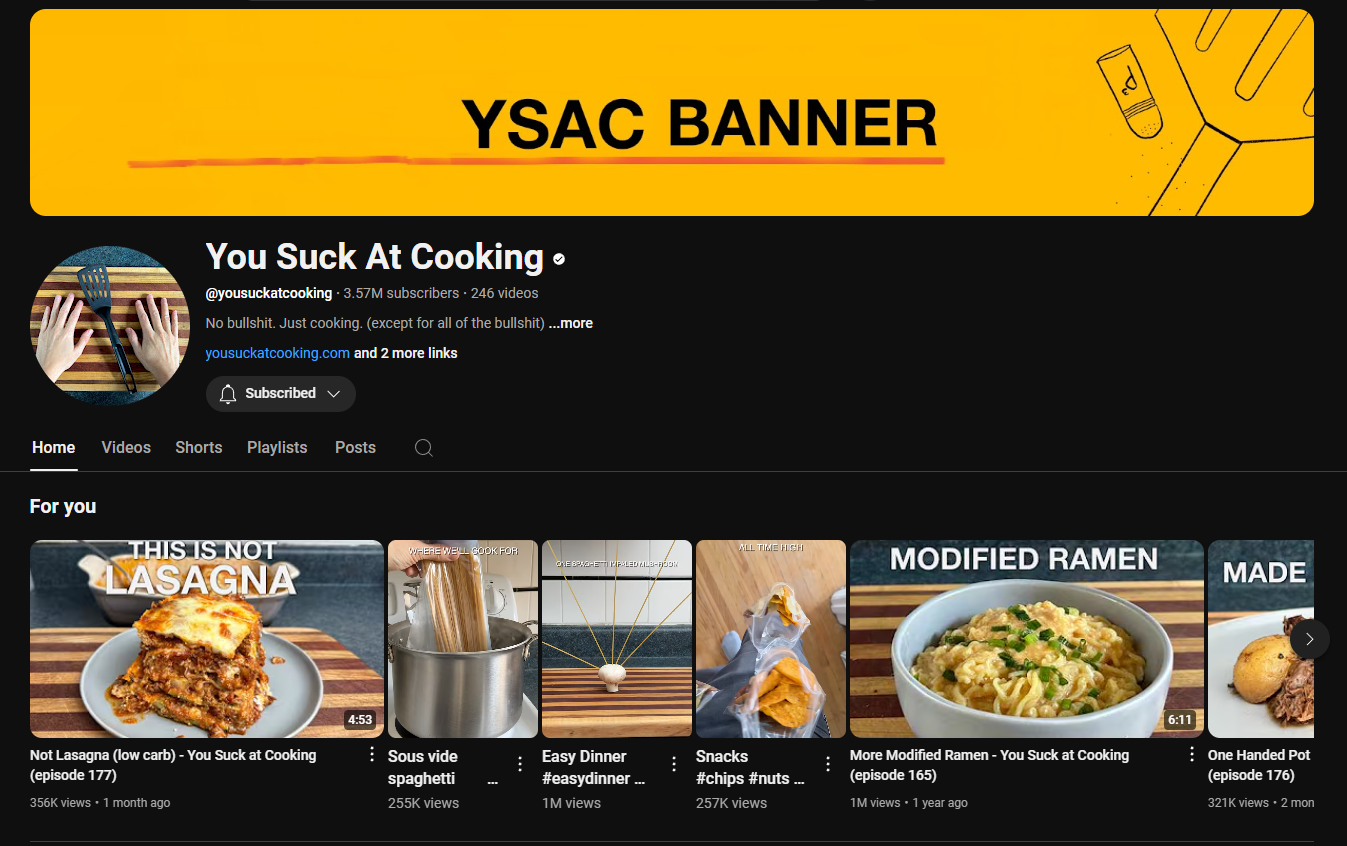 YSAC BANNER
You Suck At Cooking
@yousuckatcooking · 3.57M subscribers · 246 videos
No bullshit. Just cooking. (except for all of the bullshit) ...more
yousuckatcooking.com and 2 more links
Subscribed
Home Videos Shorts Playlists Posts
For you
THIS IS NOT
LASAGNA
4:53
Not Lasagna (low carb) - You Suck at Cooking
(episode 177)
356K views • 1 month ago
WHERE WE'LL COOK FOR
Sous vide
spaghetti ...
255K views
ONE SPAGHETTI IMPALED MUSHROOM
Easy Dinner
#easydinner ...
1M views
ALL TIME HIGH
Snacks
#chips #nuts ...
257K views
MODIFIED RAMEN
6:11
More Modified Ramen - You Suck at Cooking
(episode 165)
1M views • 1 year ago
MADE
One Handed Pot
(episode 176)
321K views • 2 mon